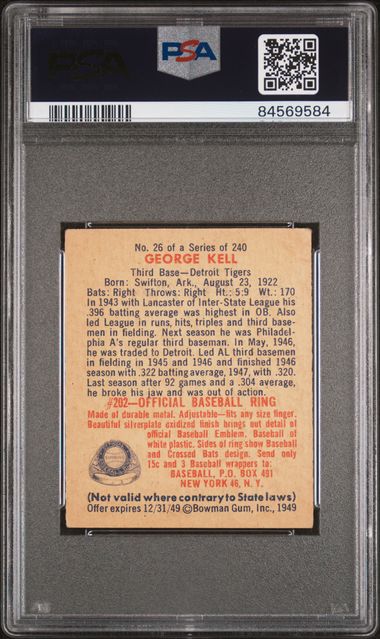 PSA
PSA
84569584
No. 26 of a Series of 240
GEORGE KELL
Third Base—Detroit Tigers
Born: Swifton, Ark., August 23, 1922
Bats: Right Throws: Right Ht.: 5:9 Wt.: 170
In 1943 with Lancaster of Inter-State League his
.396 batting average was highest in OB. Also
led League in runs, hits, triples and third base-
men in fielding. Next season he was Philadel-
phia A's regular third baseman. In May, 1946,
he was traded to Detroit. Led AL third basemen
in fielding in 1945 and 1946 and finished 1946
season with .322 batting average, 1947, with .320.
Last season after 92 games and a .304 average,
he broke his jaw and was out of action.
#202—OFFICIAL BASEBALL RING
Made of durable metal. Adjustable—fits any size finger.
Beautiful silverplate oxidized finish brings out detail of
official Baseball Emblem. Baseball of
white plastic. Sides of ring show Baseball
and Crossed Bats design. Send only
15c and 3 Baseball wrappers to:
BASEBALL, P.O. BOX 491
NEW YORK 46, N. Y.
(Not valid where contrary to State laws)
Offer expires 12/31/49 ©Bowman Gum, Inc., 1949